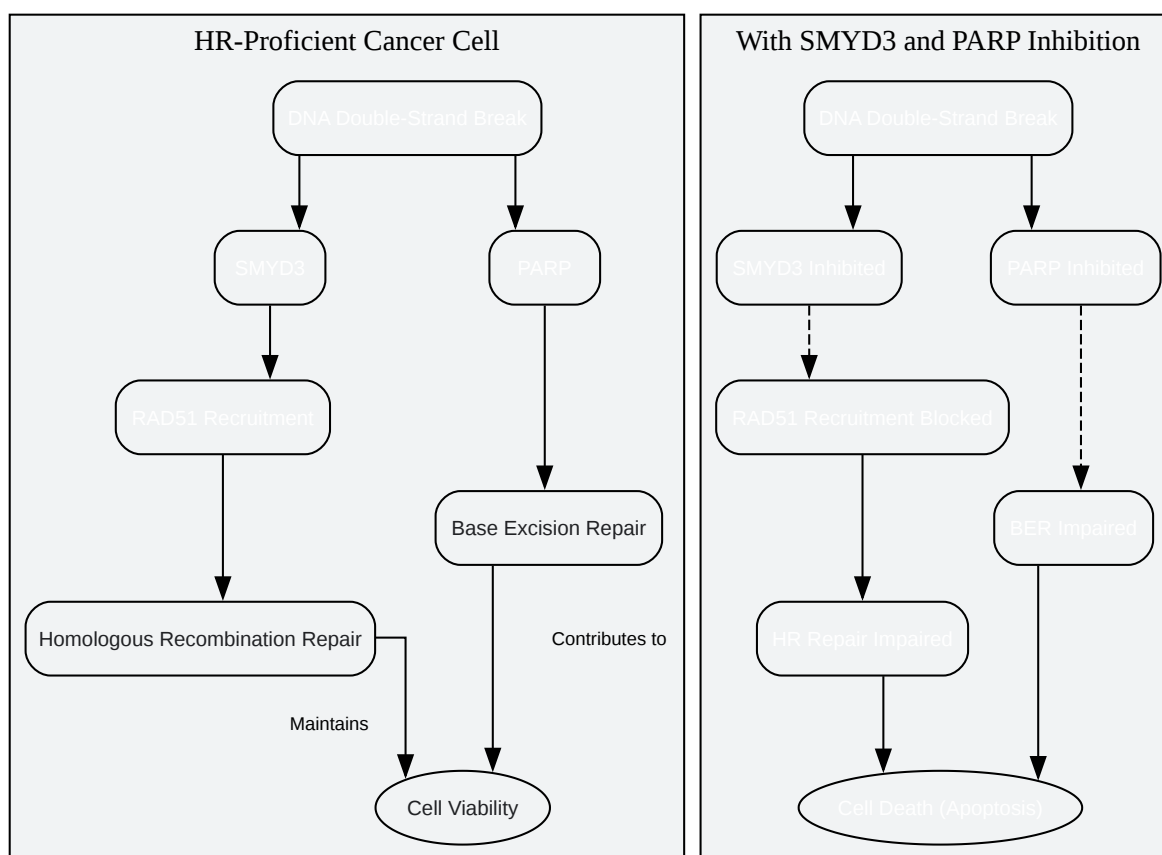 HR-Proficient Cancer Cell
DNA Double-Strand Break
SMYD3
PARP
RAD51 Recruitment
Base Excision Repair
Homologous Recombination Repair
Contributes to
Maintains
Cell Viability
With SMYD3 and PARP Inhibition
DNA Double-Strand Break
SMYD3 Inhibited
PARP Inhibited
RAD51 Recruitment Blocked
BER Impaired
HR Repair Impaired
Cell Death (Apoptosis)